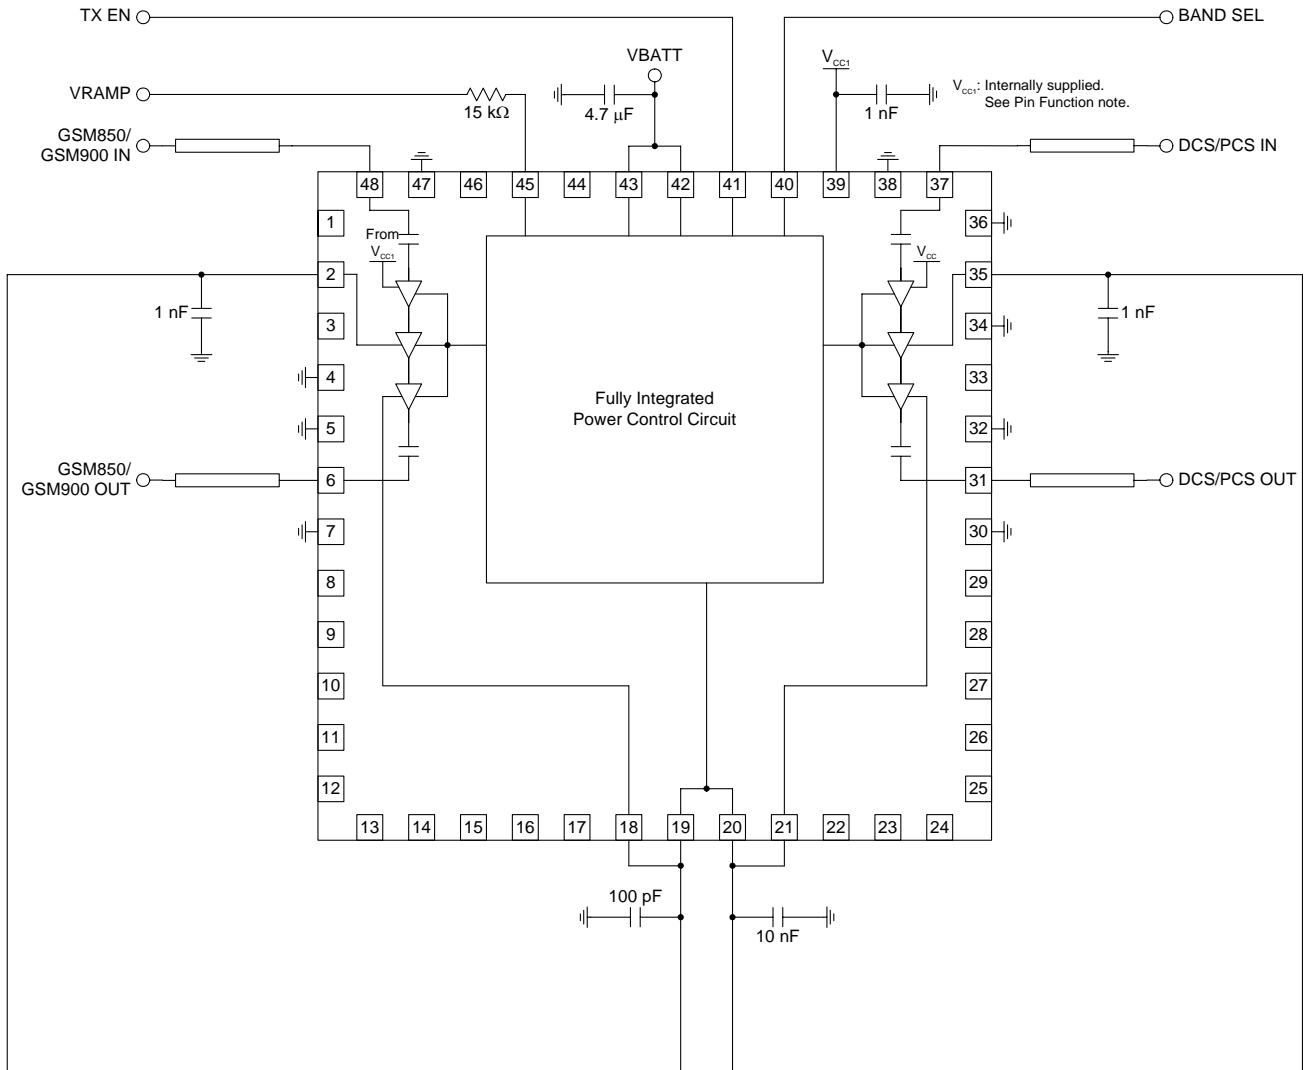 TX EN
BAND SEL
VBATT
VCC1
VRAMP
15 kΩ
4.7 μF
1 nF
VCC1: Internally supplied.
See Pin Function note.
GSM850/
GSM900 IN
DCS/PCS IN
48
47
46
45
44
43
42
41
40
39
38
37
1
2
3
4
5
6
7
8
9
10
11
12
From
VCC1
VCC
1 nF
1 nF
Fully Integrated
Power Control Circuit
GSM850/
GSM900 OUT
DCS/PCS OUT
36
35
34
33
32
31
30
29
28
27
26
25
13
14
15
16
17
18
19
20
21
22
23
24
100 pF
10 nF